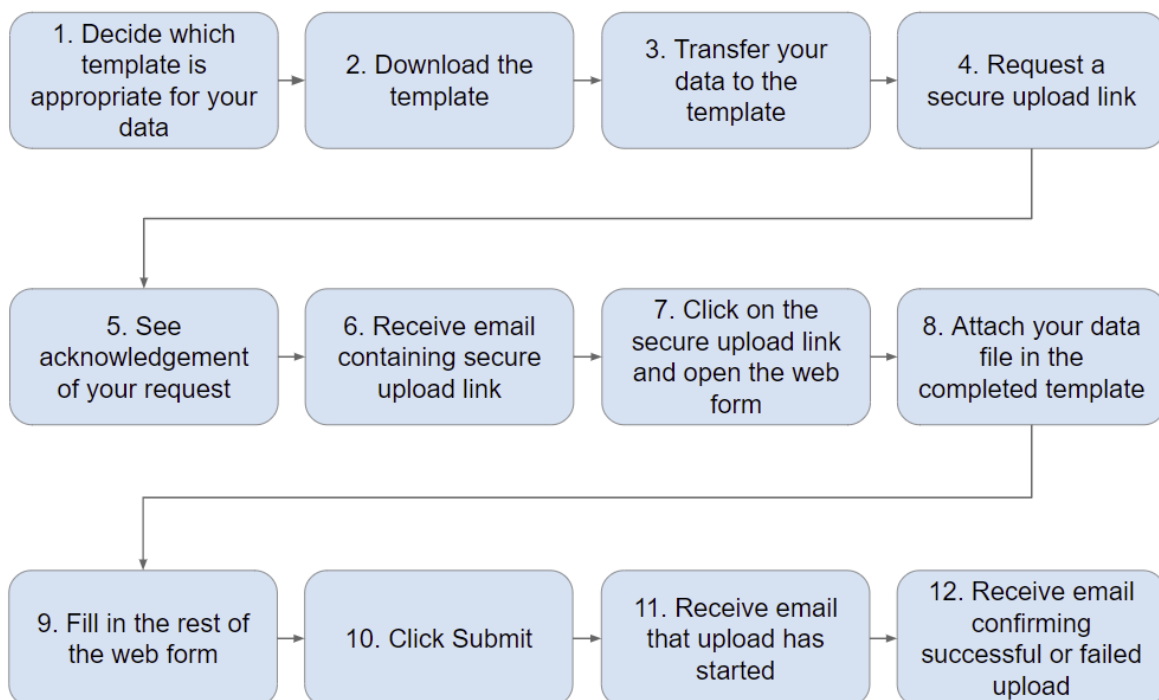 1. Decide which
template is
appropriate for your
data
2. Download the
template
3. Transfer your
data to the
template
4. Request a
secure upload link
5. See
acknowledgement
of your request
6. Receive email
containing secure
upload link
7. Click on the
secure upload link
and open the web
form
8. Attach your data
file in the
completed template
9. Fill in the rest of
the web form
10. Click Submit
11. Receive email
that upload has
started
12. Receive email
confirming
successful or failed
upload